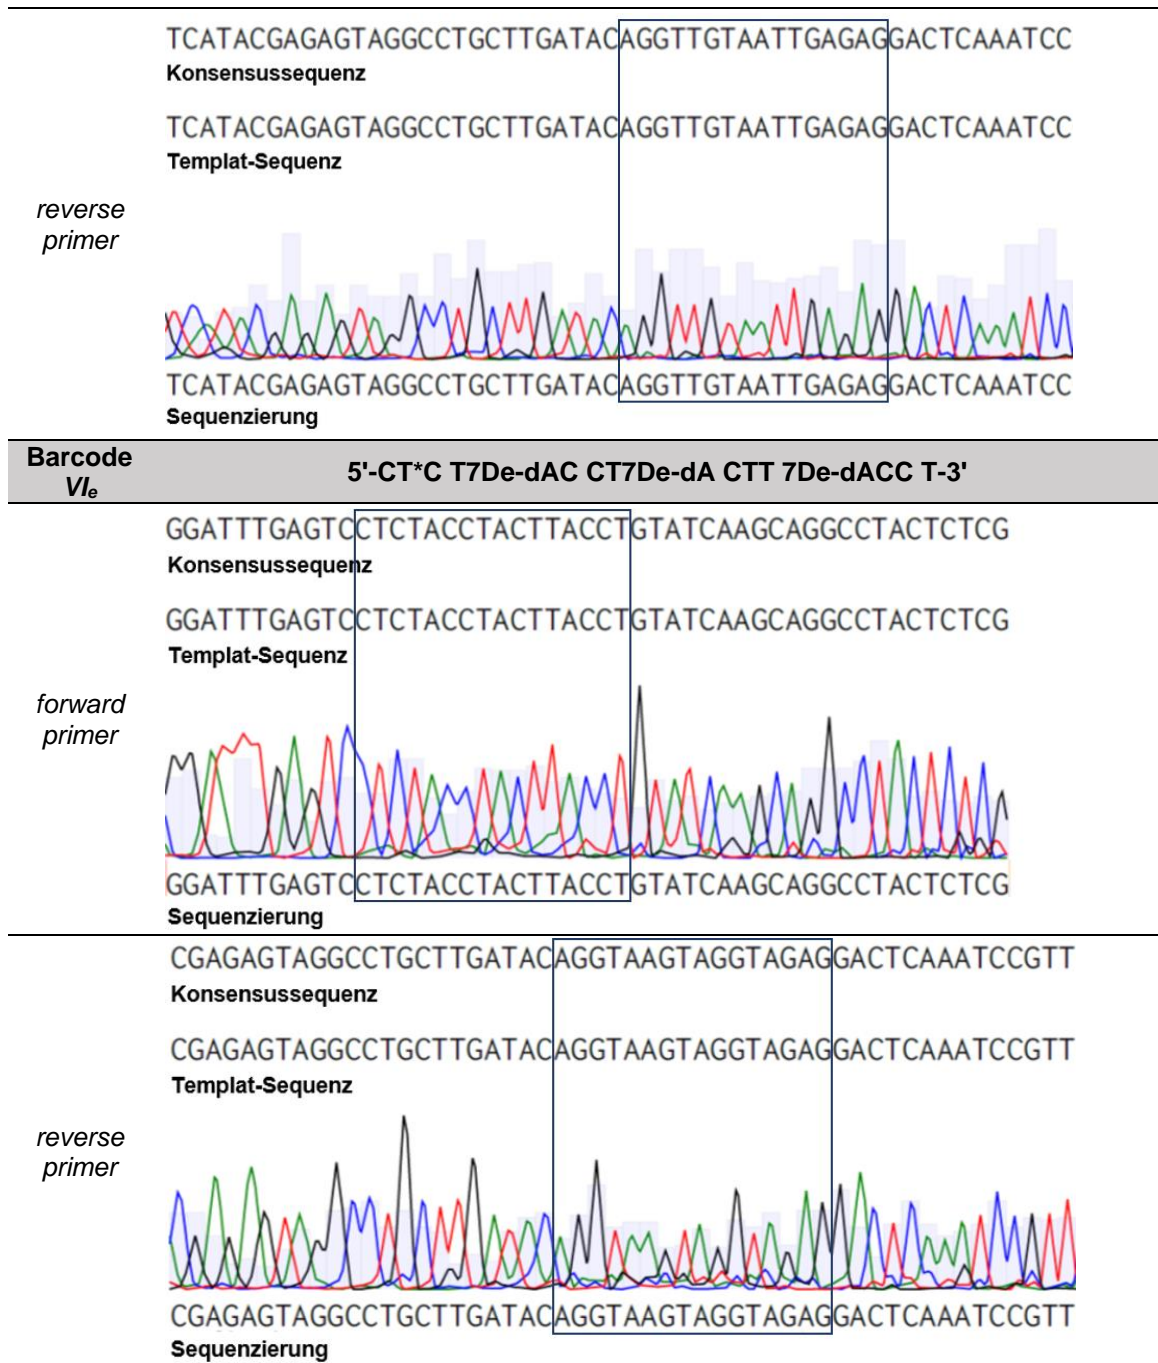 TCATACGAGAGTAGGCCTGCTTGATACAGGTTGTAATTGAGAGGACTCAAATCC
Konsensussequenz
TCATACGAGAGTAGGCCTGCTTGATACAGGTTGTAATTGAGAGGACTCAAATCC
Templat-Sequenz
reverse
primer
TCATACGAGAGTAGGCCTGCTTGATACAGGTTGTAATTGAGAGGACTCAAATCC
Sequenzierung
Barcode
VIe
5'-CT*C T7De-dAC CT7De-dA CTT 7De-dACC T-3'
GGATTTGAGTCCTCTACCTACTTACCTGTATCAAGCAGGCCTACTCTCG
Konsensussequenz
GGATTTGAGTCCTCTACCTACTTACCTGTATCAAGCAGGCCTACTCTCG
Templat-Sequenz
forward
primer
GGATTTGAGTCCTCTACCTACTTACCTGTATCAAGCAGGCCTACTCTCG
Sequenzierung
CGAGAGTAGGCCTGCTTGATACAGGTAAGTAGGTAGAGGACTCAAATCCGTT
Konsensussequenz
CGAGAGTAGGCCTGCTTGATACAGGTAAGTAGGTAGAGGACTCAAATCCGTT
Templat-Sequenz
reverse
primer
CGAGAGTAGGCCTGCTTGATACAGGTAAGTAGGTAGAGGACTCAAATCCGTT
Sequenzierung